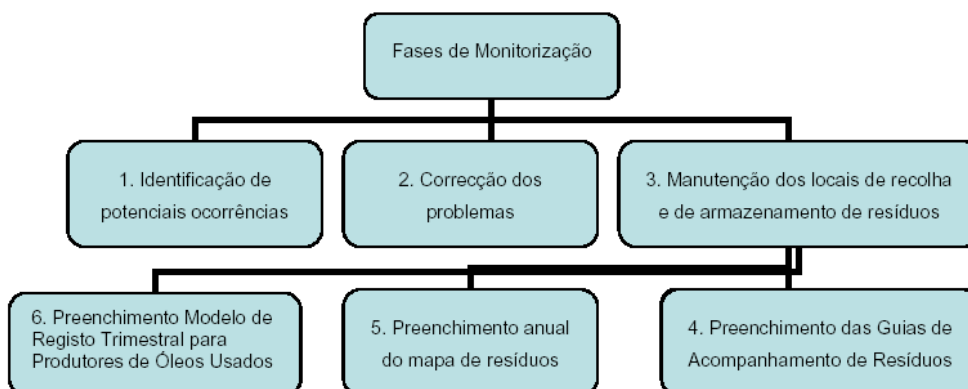 Fases de Monitorização
1. Identificação de
potenciais ocorrências
2. Correcção dos
problemas
3. Manutenção dos locais de recolha
e de armazenamento de resíduos
6. Preenchimento Modelo de
Registo Trimestral para
Produtores de Óleos Usados
5. Preenchimento anual
do mapa de resíduos
4. Preenchimento das Guias de
Acompanhamento de Resíduos